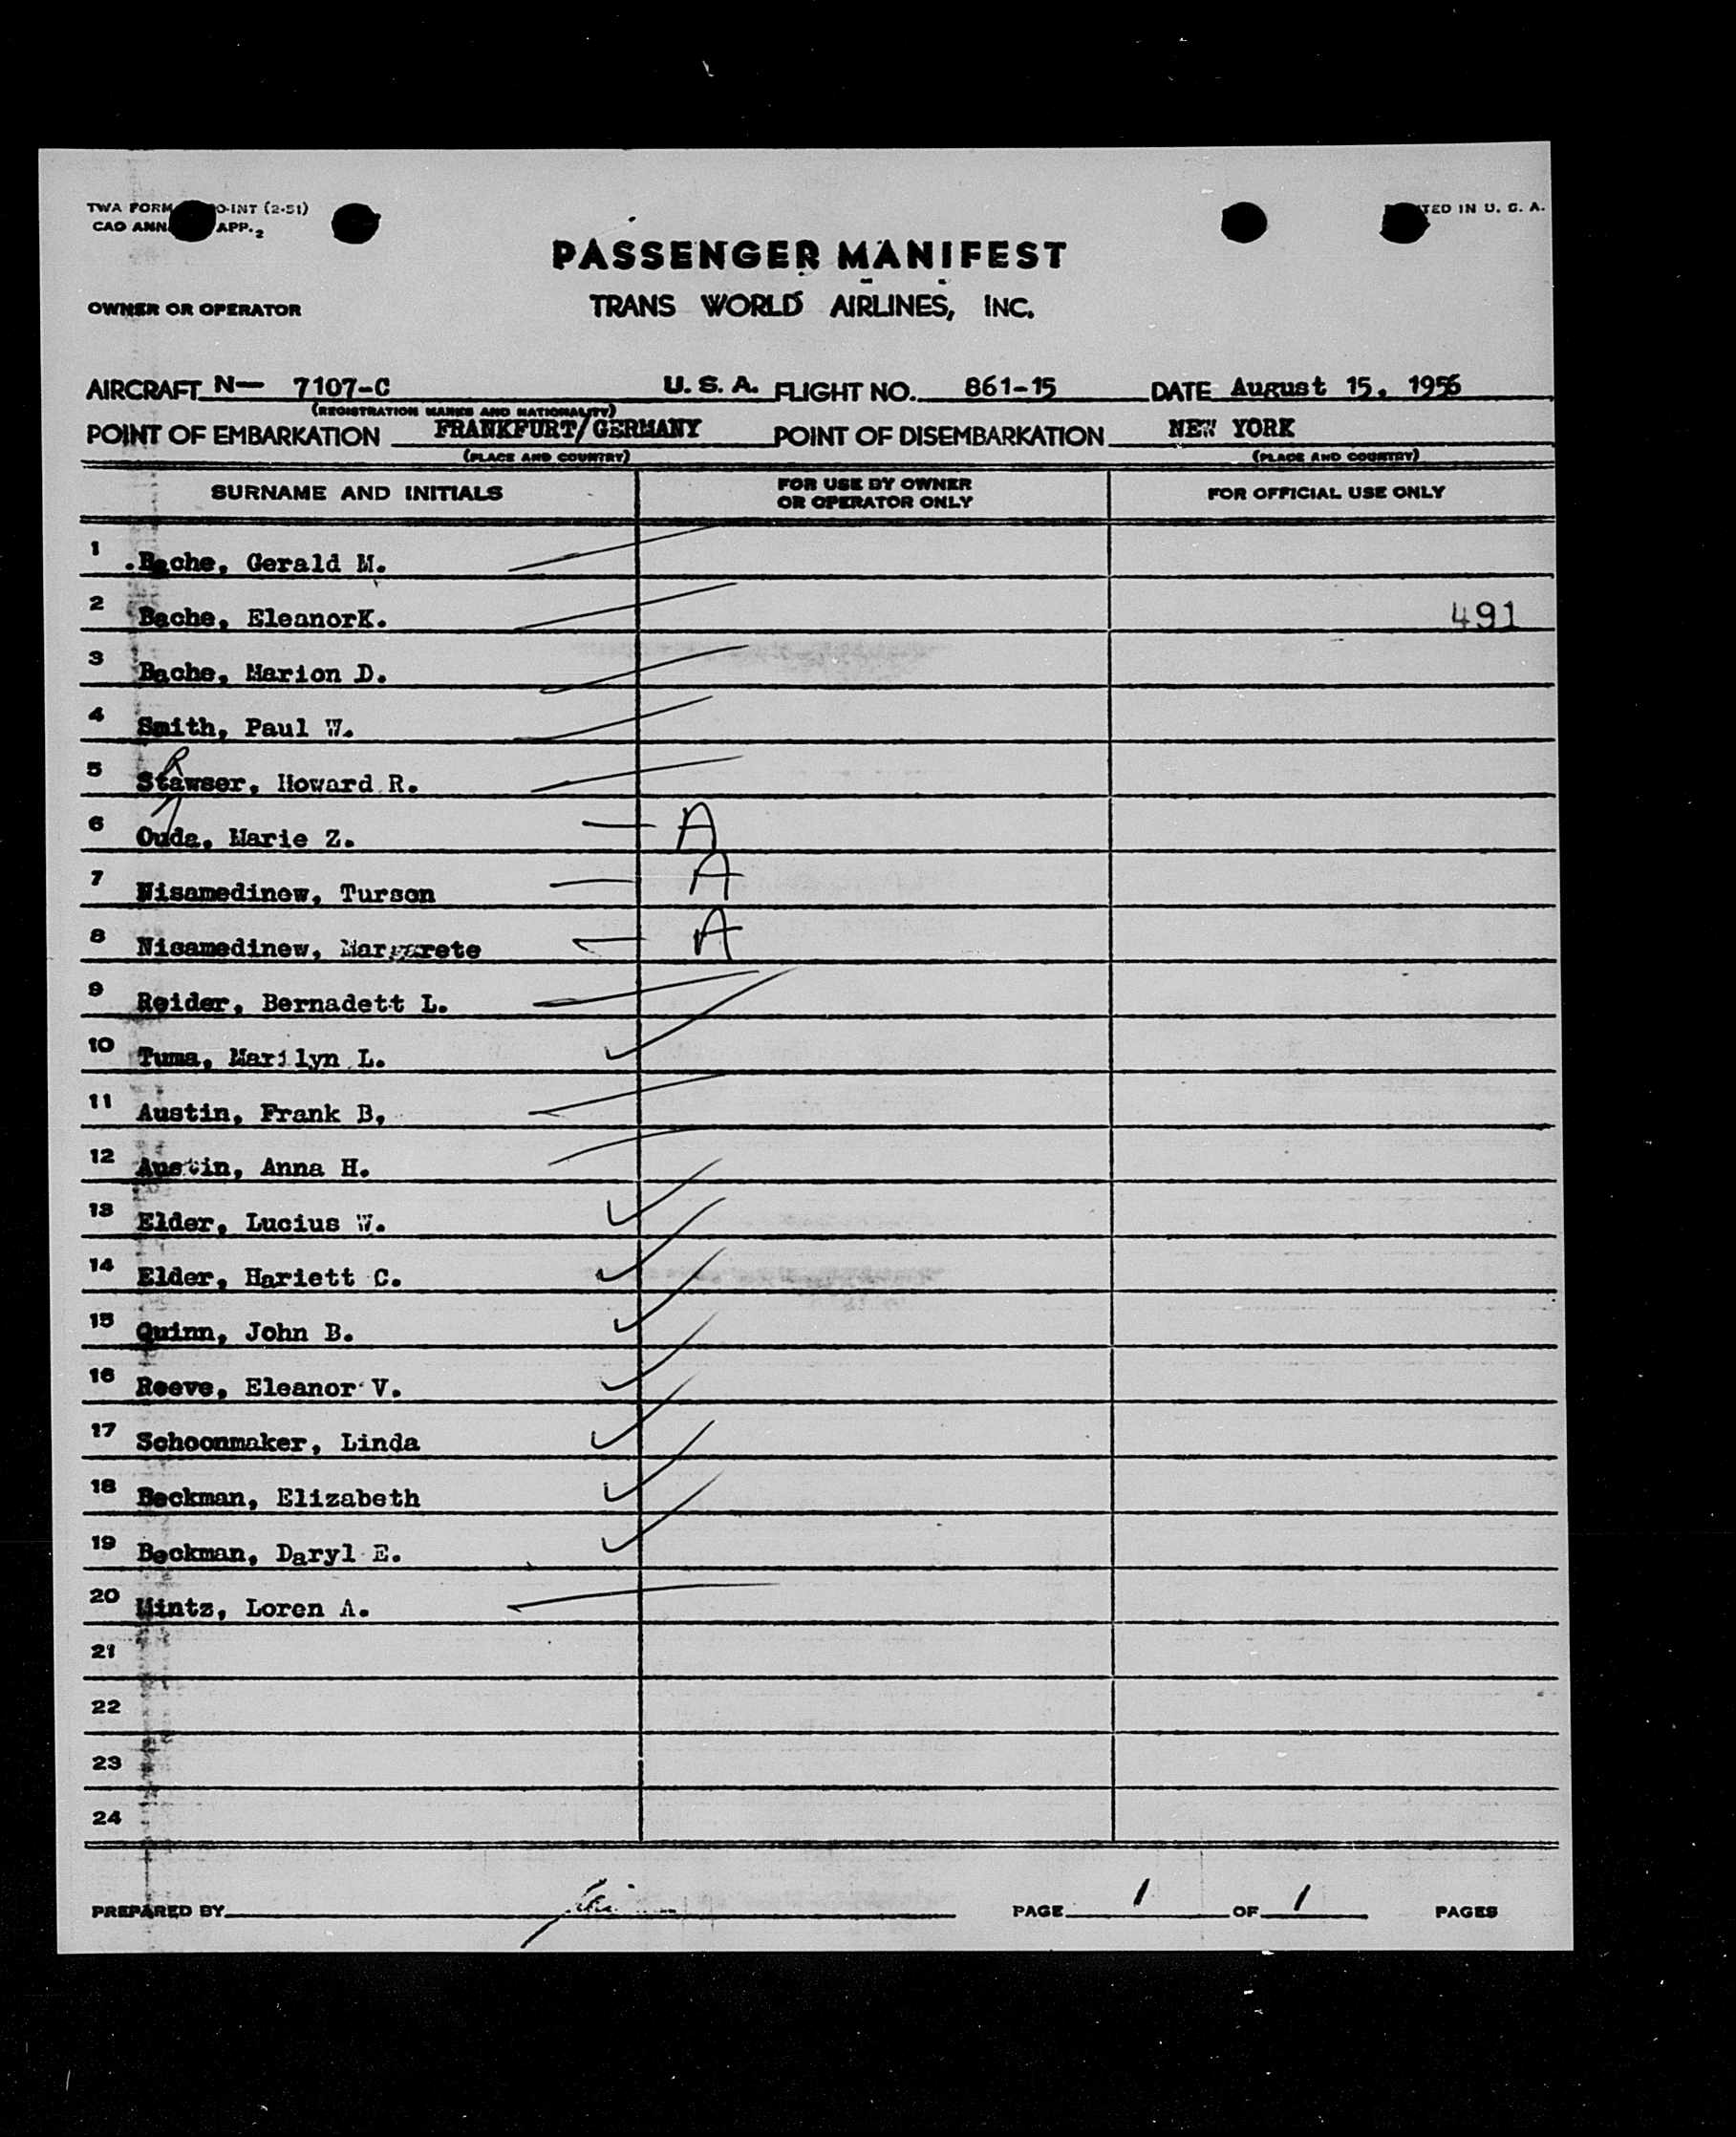 TWA FORM O-INT (2-51)
CAO ANN. APP. 2
TED IN U. S. A.
PASSENGER MANIFEST
OWNER OR OPERATOR TRANS WORLD AIRLINES, INC.
AIRCRAFT N— 7107-C U. S. A. FLIGHT NO. 861-15 DATE August 15, 1956
(REGISTRATION MARKS AND NATIONALITY)
POINT OF EMBARKATION FRANKFURT/GERMANY POINT OF DISEMBARKATION NEW YORK
(PLACE AND COUNTRY) (PLACE AND COUNTRY)
SURNAME AND INITIALS FOR USE BY OWNER OR OPERATOR ONLY FOR OFFICIAL USE ONLY
1 Bache, Gerald M.
2 Bache, EleanorK. 491
3 Bache, Marion D.
4 Smith, Paul W.
R
5 Stawser, Howard R.
6 Ouda, Marie Z. A
7 Nisamedinew, Turson A
8 Nisamedinew, Margarete A
9 Reider, Bernadett L.
10 Tuma, Marilyn L.
11 Austin, Frank B.
12 Austin, Anna H.
13 Elder, Lucius W.
14 Elder, Hariett C.
15 Quinn, John B.
16 Reeve, Eleanor V.
17 Schoonmaker, Linda
18 Beckman, Elizabeth
19 Beckman, Daryl E.
20 Mintz, Loren A.
21
22
23
24
PREPARED BY PAGE 1 OF 1 PAGES